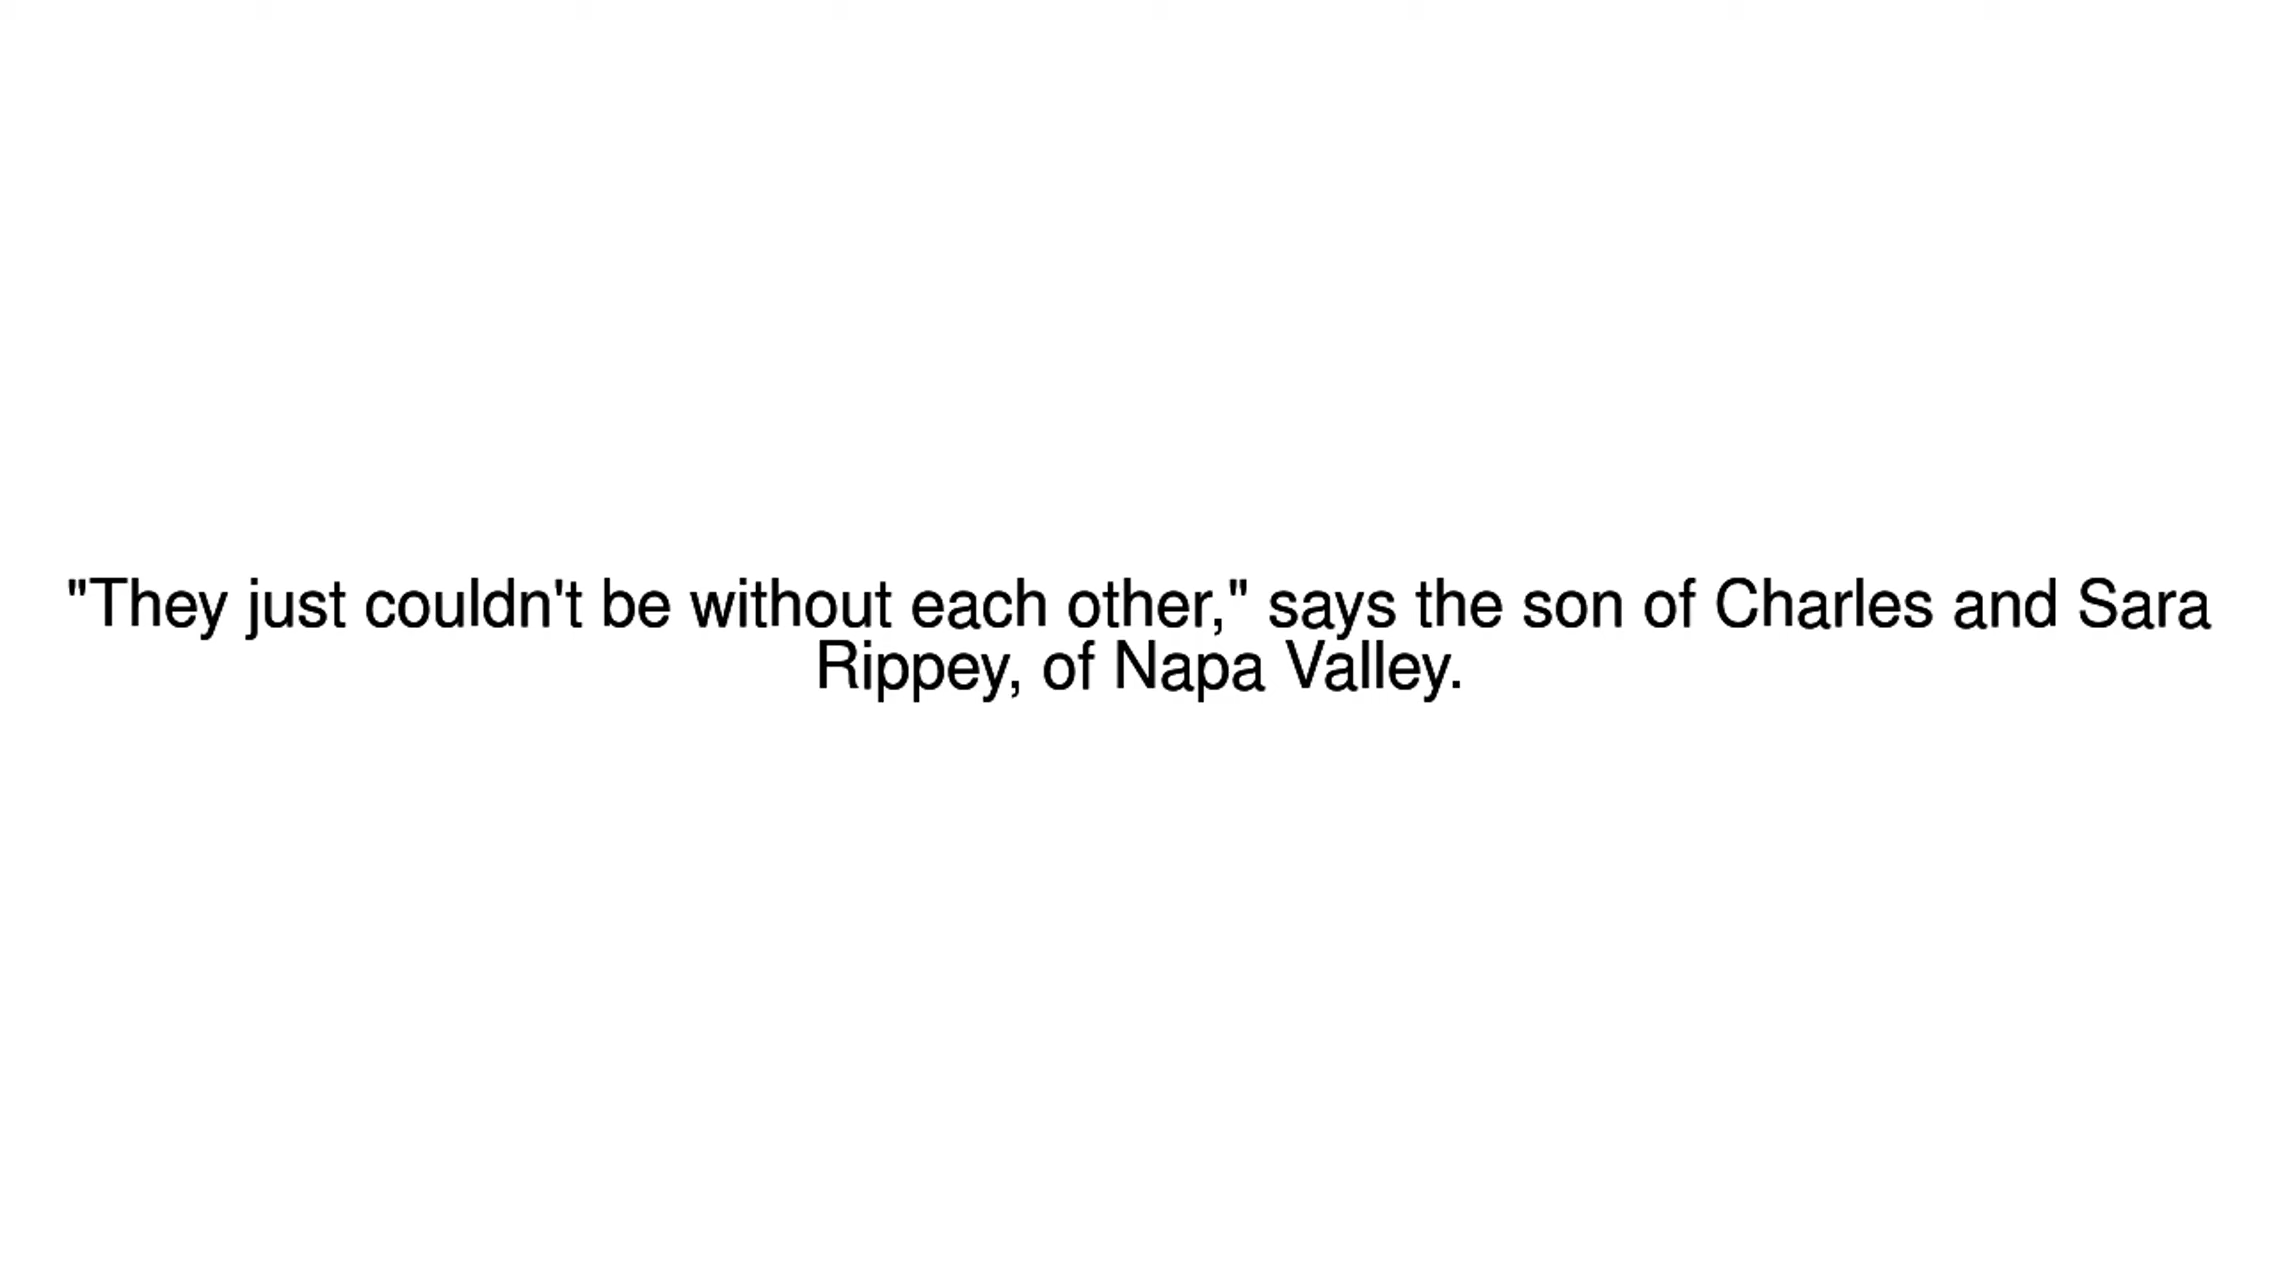 "They just couldn't be without each other," says the son of Charles and Sara
Rippey, of Napa Valley.